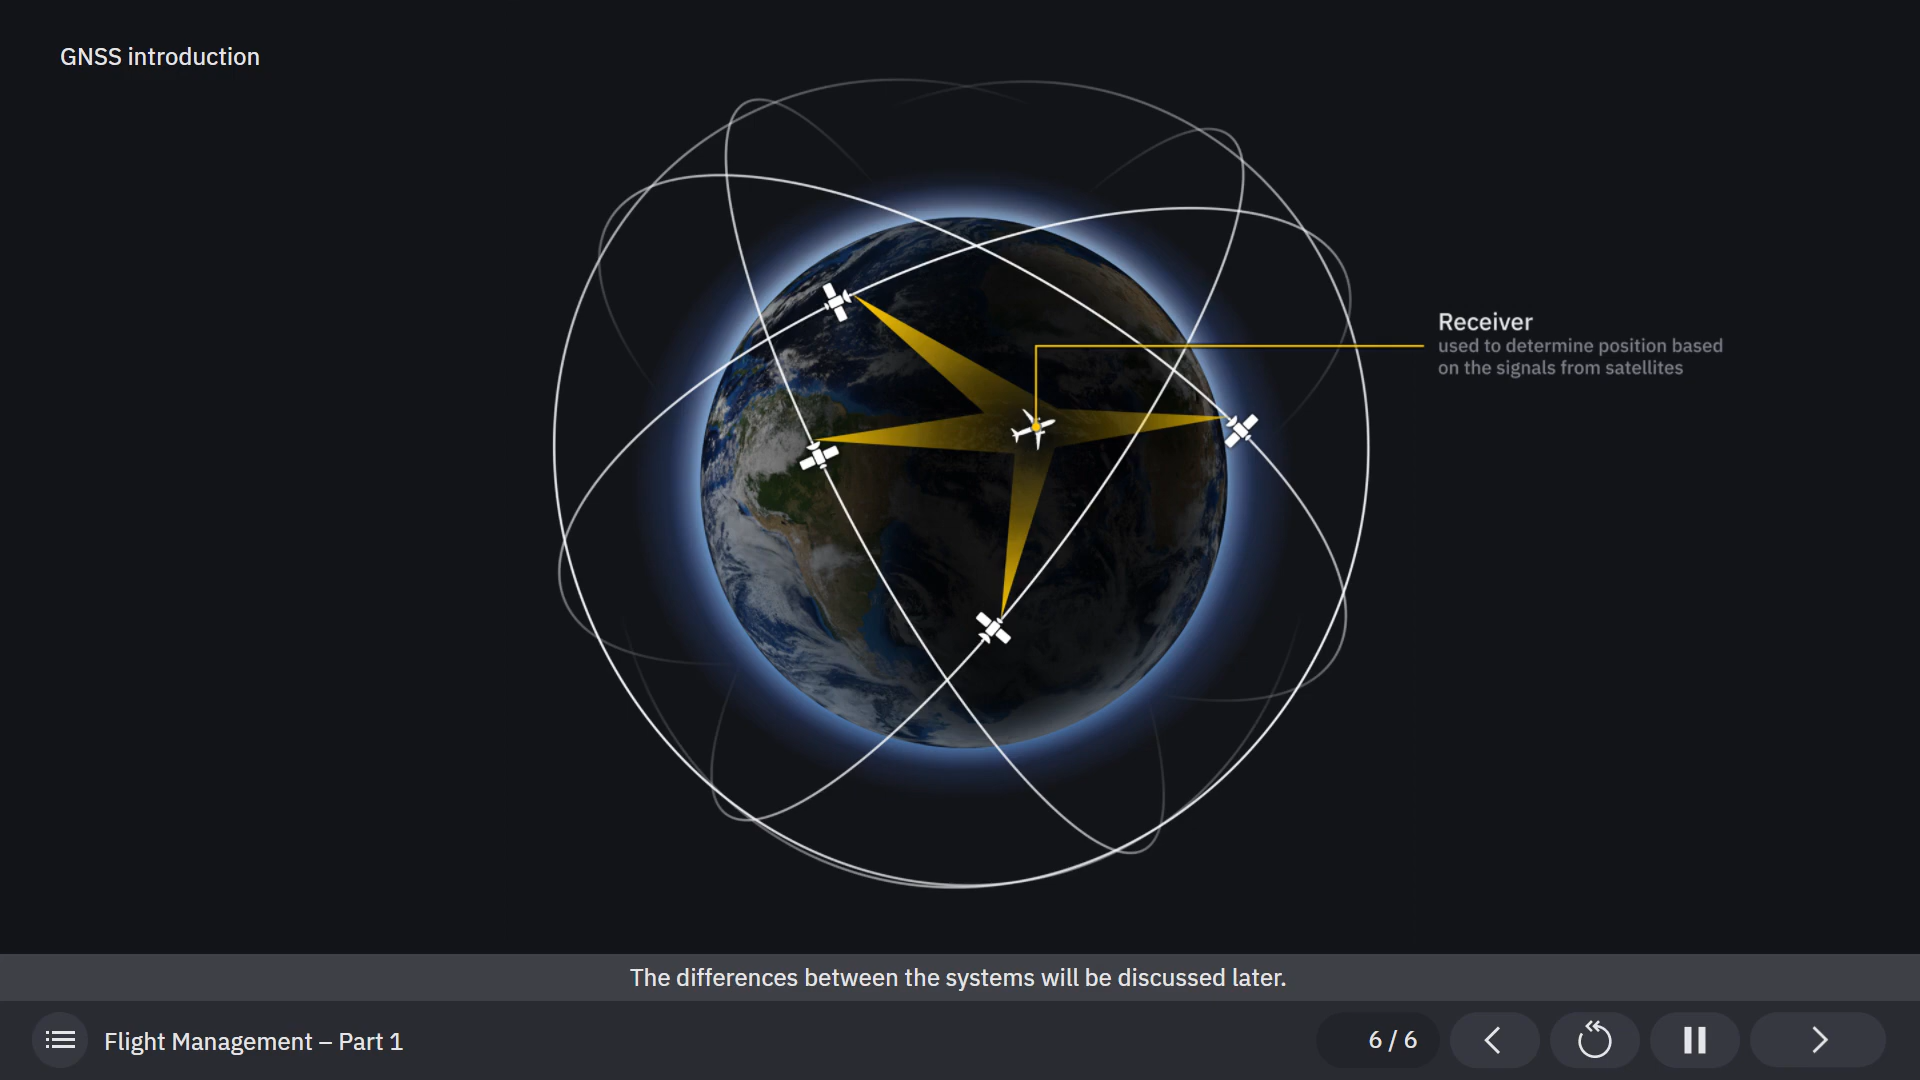 GNSS introduction
Receiver
used to determine position based
on the signals from satellites
The differences between the systems will be discussed later.
Flight Management – Part 1
6 / 6